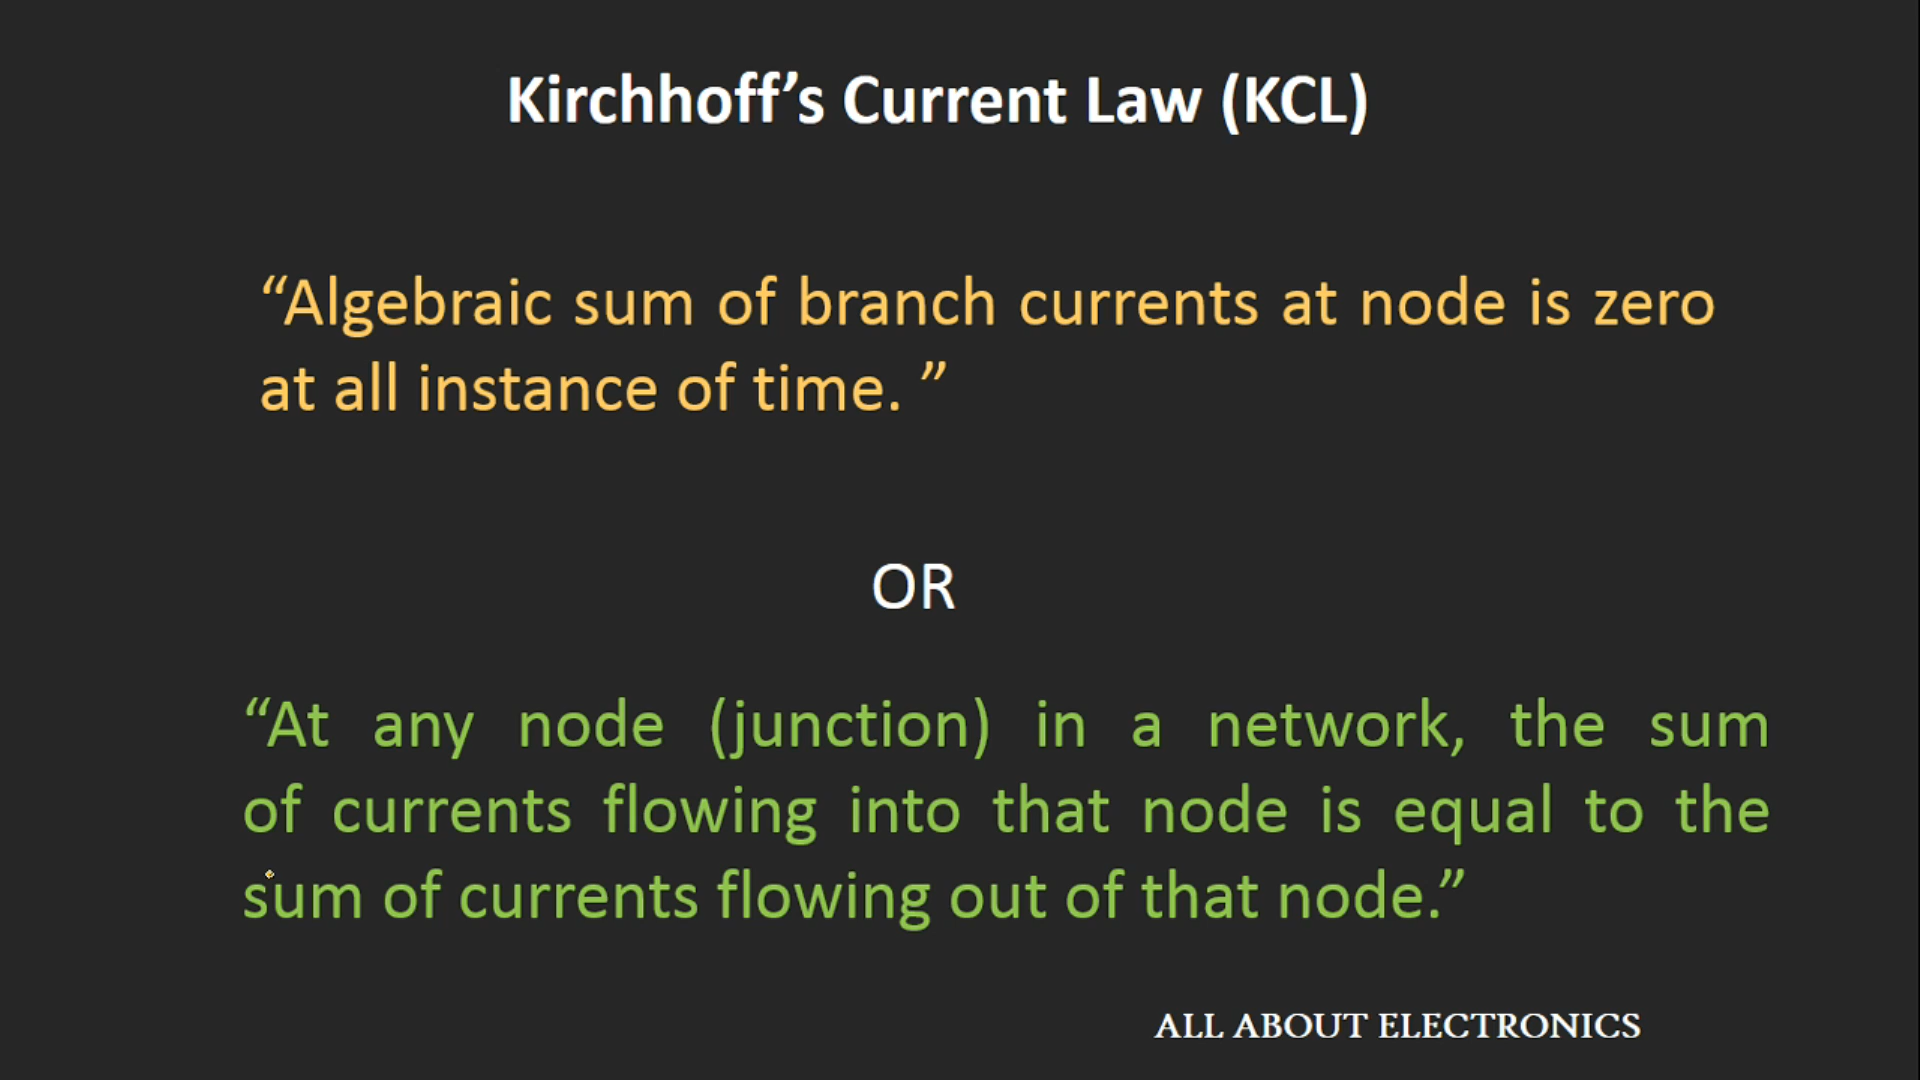 Kirchhoff’s Current Law (KCL)
“Algebraic sum of branch currents at node is zero
at all instance of time. ”
OR
“At any node (junction) in a network, the sum
of currents flowing into that node is equal to the
sum of currents flowing out of that node.”
ALL ABOUT ELECTRONICS